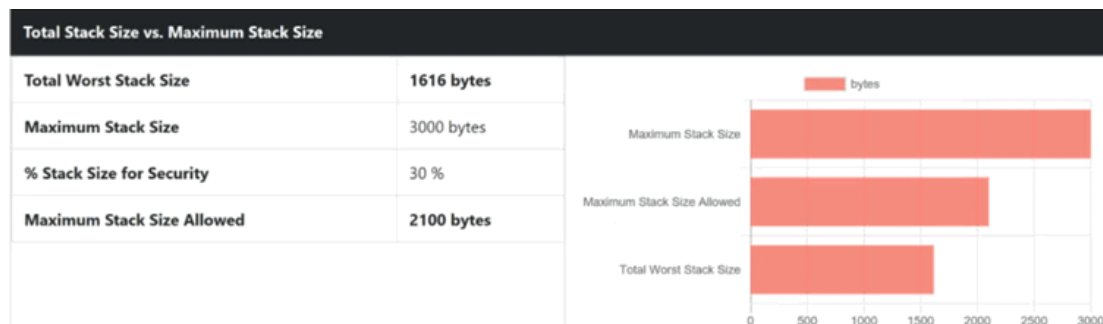 Total Stack Size vs. Maximum Stack Size
Total Worst Stack Size 1616 bytes
Maximum Stack Size 3000 bytes
% Stack Size for Security 30 %
Maximum Stack Size Allowed 2100 bytes
bytes
Maximum Stack Size
Maximum Stack Size Allowed
Total Worst Stack Size
0 500 1000 1500 2000 2500 3000